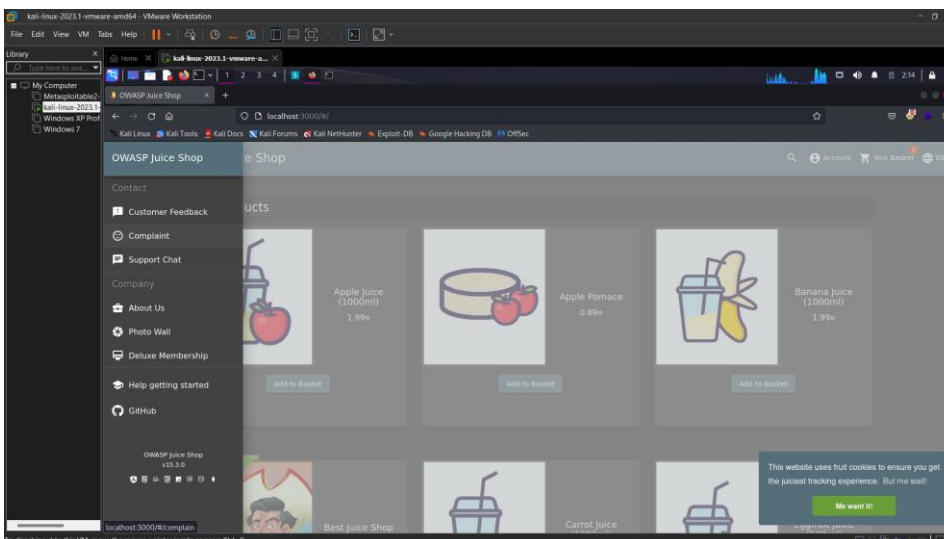 kali-linux-2023.1-vmware-amd64 - VMware Workstation
File Edit View VM Tabs Help
Library X
Type here to sea...
My Computer
Metasploitable2-
kali-linux-2023.1-
Windows XP Prof
Windows 7
Home X kali-linux-2023.1-vmware-a... X
1 2 3 4
2:14
OWASP Juice Shop × +
localhost:3000/#/
Kali Linux Kali Tools Kali Docs Kali Forums Kali NetHunter Exploit-DB Google Hacking DB OffSec
OWASP Juice Shop
e Shop
Account Your Basket EN
Contact
Customer Feedback
Complaint
Support Chat
Company
About Us
Photo Wall
Deluxe Membership
Help getting started
GitHub
OWASP Juice Shop
v15.3.0
localhost:3000/#/complain
ucts
Apple Juice
(1000ml)
1.99¤
Add to Basket
Apple Pomace
0.89¤
Add to Basket
Banana Juice
(1000ml)
1.99¤
Add to Basket
Best Juice Shop
Carrot Juice
This website uses fruit cookies to ensure you get
the juiciest tracking experience. But me wait!
Me want it!